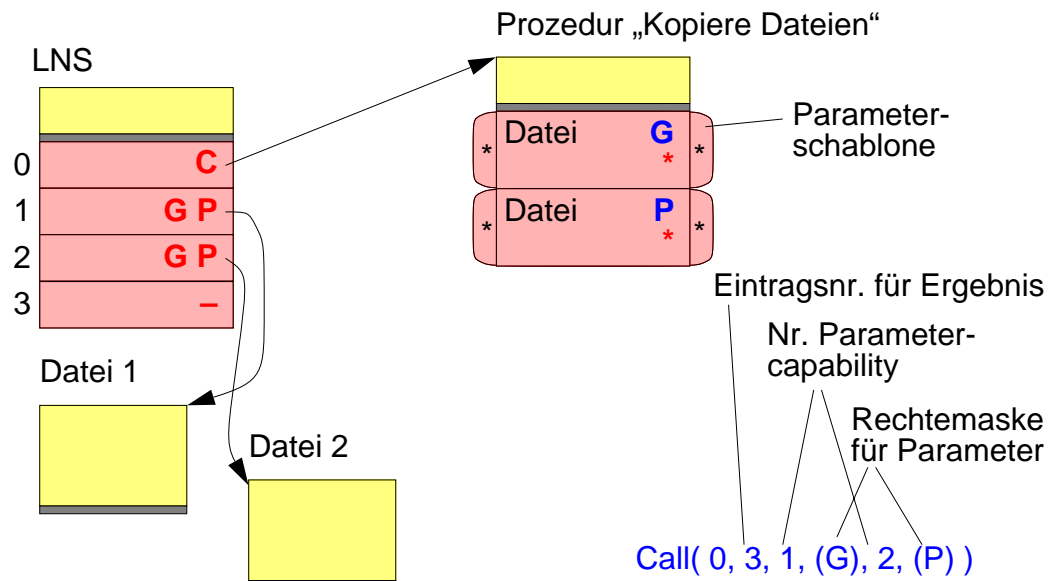 Prozedur „Kopiere Dateien“
LNS
0 C
1 G P
2 G P
3 –
* Datei G *
*
* Datei P *
*
Parameter-
schablone
Eintragsnr. für Ergebnis
Nr. Parameter-
capability
Datei 1
Rechtemaske
für Parameter
Datei 2
Call( 0, 3, 1, (G), 2, (P) )